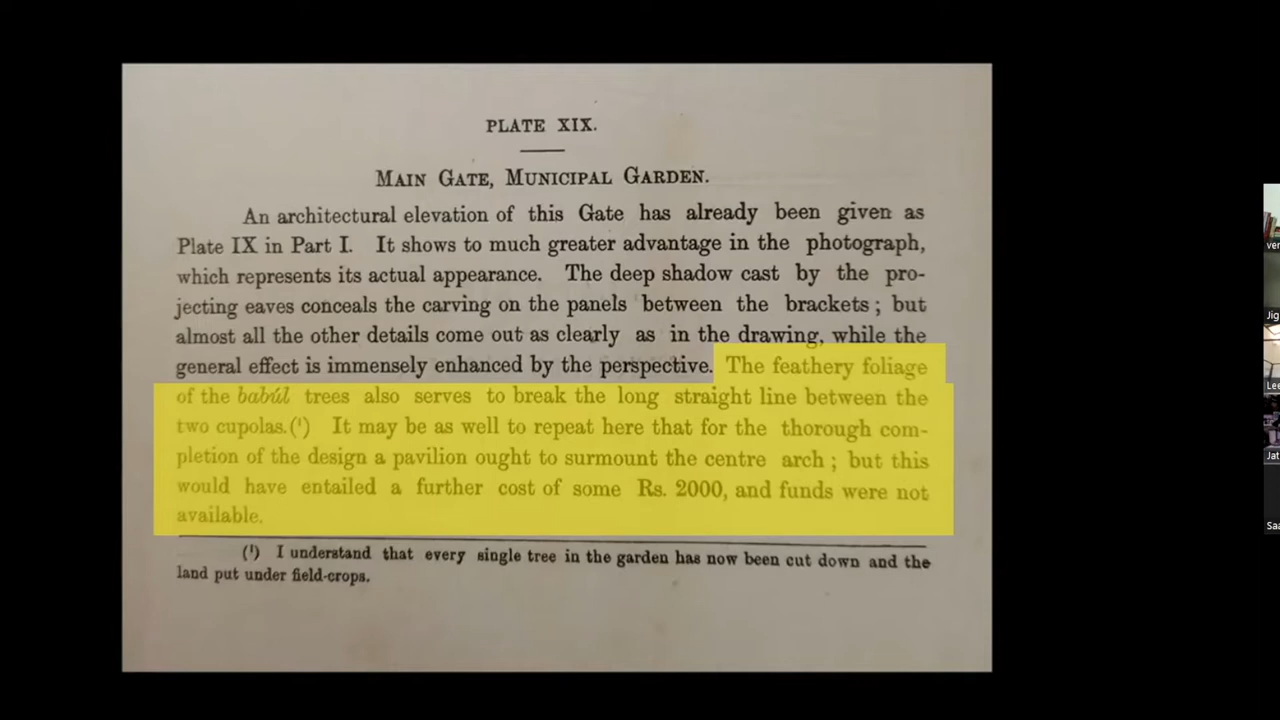 PLATE XIX.
MAIN GATE, MUNICIPAL GARDEN.
An architectural elevation of this Gate has already been given as
Plate IX in Part I. It shows to much greater advantage in the photograph,
which represents its actual appearance. The deep shadow cast by the pro-
jecting eaves conceals the carving on the panels between the brackets; but
almost all the other details come out as clearly as in the drawing, while the
general effect is immensely enhanced by the perspective. The feathery foliage
of the babúl trees also serves to break the long straight line between the
two cupolas.(¹) It may be as well to repeat here that for the thorough com-
pletion of the design a pavilion ought to surmount the centre arch; but this
would have entailed a further cost of some Rs. 2000, and funds were not
available.
(¹) I understand that every single tree in the garden has now been cut down and the
land put under field-crops.
ver
Jig
Lee
Jat
Saa